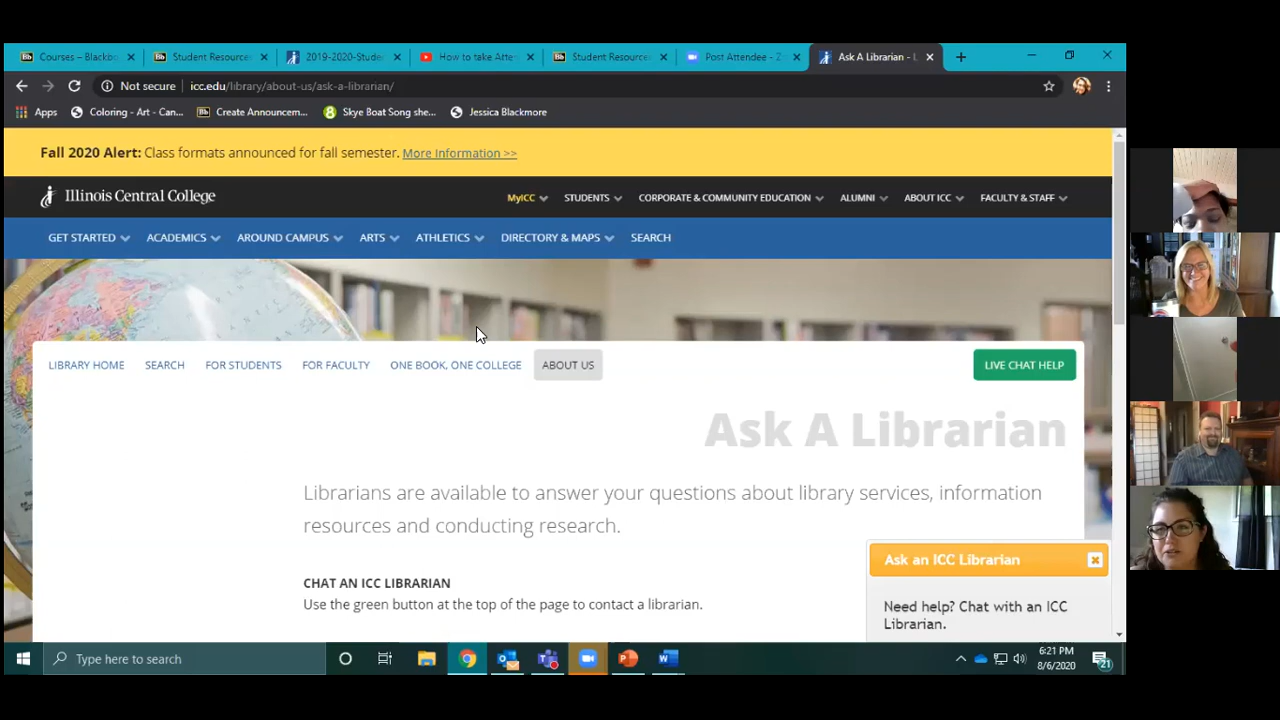 Courses – Blackbo
Student Resource
2019-2020-Stude
How to take Atte
Student Resource
Post Attendee - Z
Ask A Librarian - L
Not secure
icc.edu/library/about-us/ask-a-librarian/
Apps
Coloring - Art - Can...
Create Announcem...
Skye Boat Song she...
Jessica Blackmore
Fall 2020 Alert: Class formats announced for fall semester. More Information >>
Illinois Central College
MyICC
STUDENTS
CORPORATE & COMMUNITY EDUCATION
ALUMNI
ABOUT ICC
FACULTY & STAFF
GET STARTED
ACADEMICS
AROUND CAMPUS
ARTS
ATHLETICS
DIRECTORY & MAPS
SEARCH
LIBRARY HOME
SEARCH
FOR STUDENTS
FOR FACULTY
ONE BOOK, ONE COLLEGE
ABOUT US
LIVE CHAT HELP
Ask A Librarian
Librarians are available to answer your questions about library services, information
resources and conducting research.
CHAT AN ICC LIBRARIAN
Use the green button at the top of the page to contact a librarian.
Ask an ICC Librarian
Need help? Chat with an ICC
Librarian.
Type here to search
6:21 PM
8/6/2020
21